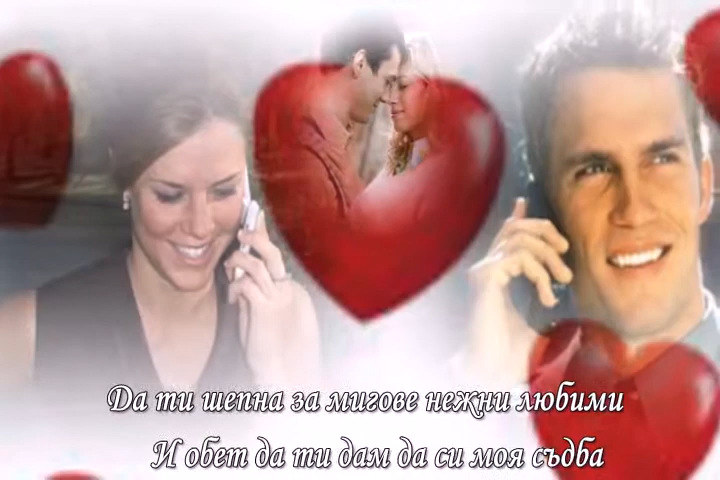 Да ти шепна за мигове нежни любими
И обет да ти дам да си моя съдба